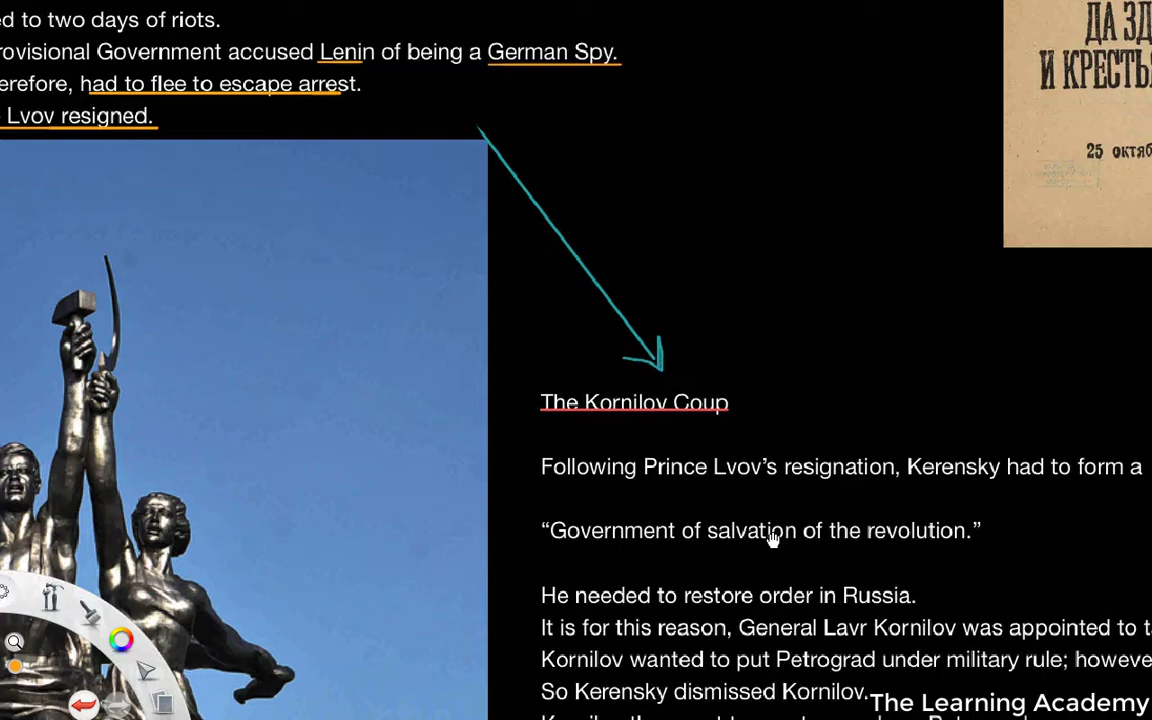 ed to two days of riots.
rovisional Government accused Lenin of being a German Spy.
herefore, had to flee to escape arrest.
Lvov resigned.
ДА ЗД
И КРЕСТЬ
25 октяб
The Kornilov Coup
Following Prince Lvov’s resignation, Kerensky had to form a
“Government of salvation of the revolution.”
He needed to restore order in Russia.
It is for this reason, General Lavr Kornilov was appointed to t
Kornilov wanted to put Petrograd under military rule; howeve
So Kerensky dismissed Kornilov.
The Learning Academy